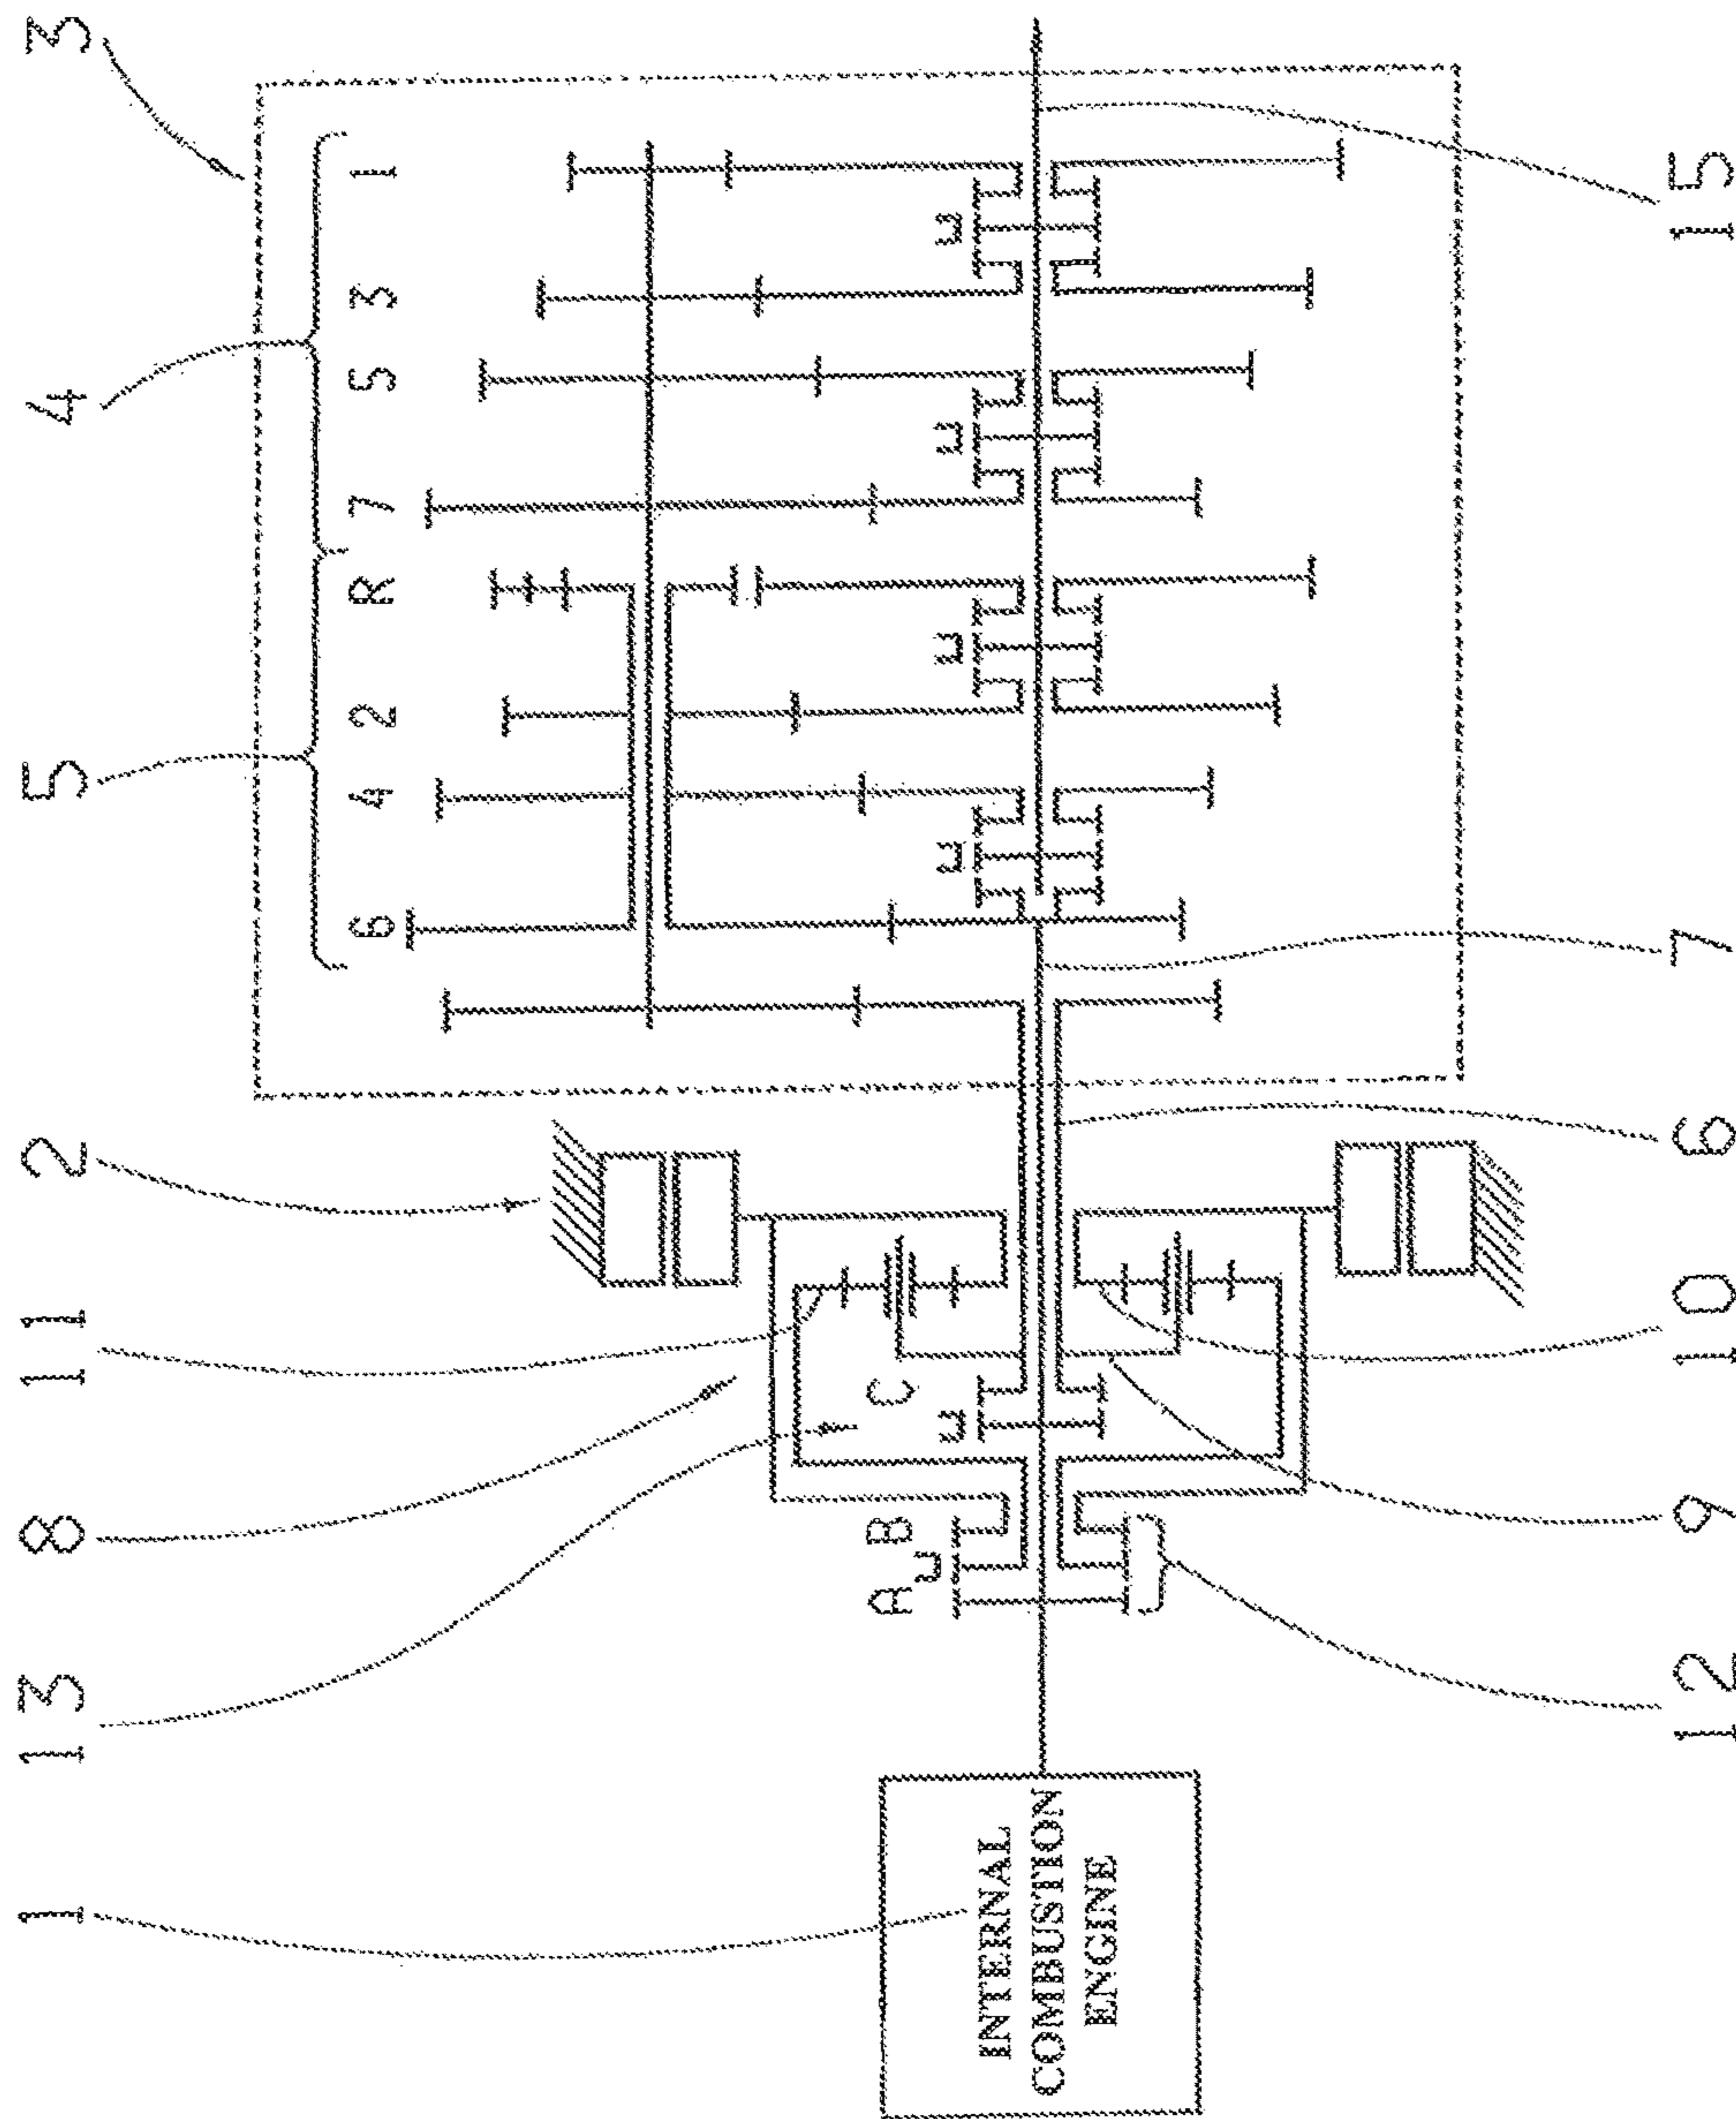 1 13 8 11 2 5 4 3
6 4 2 R 7 5 3 1
A B C
INTERNAL
COMBUSTION
ENGINE
12 9 10 6 7 15